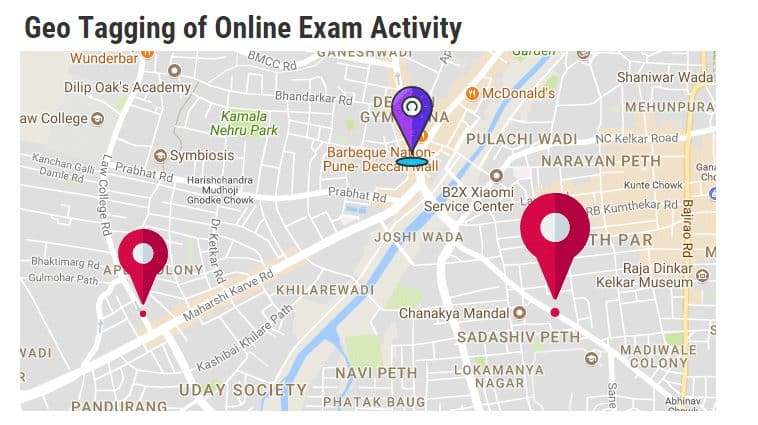 Geo Tagging of Online Exam Activity
Wunderbar
BMCC Rd
GANESHWADI
Garden
Shaniwar Wada
Dilip Oak's Academy
Bhandarkar Rd
McDonald's
MEHUNPURA
aw College
Kamala
Nehru Park
GYM
NA
PULACHI WADI
NC Kelkar Road
Symbiosis
Barbeque Nation-
Pune- Deccan Mall
NARAYAN PETH
Kanchan Galli
Damle Rd
Law College Rd
Prabhat Rd
Harishchandra
Mudhoji
Ghodke Chowk
Prabhat Rd
B2X Xiaomi
Service Center
Kunte Chowk
RB Kumthekar Rd
Bajirao Rd
Dr Ketkar Rd
JOSHI WADA
TH PAR
Bhaktimarg Rd
Gulmohar Path
COLONY
Raja Dinkar
Kelkar Museum
Maharshi Karve Rd
KHILAREWADI
Chanakya Mandal
Kashibai Khilare Path
SADASHIV PETH
MADIWALE
COLONY
WADI
R
NAVI PETH
LOKAMANYA
NAGAR
UDAY SOCIETY
PHATAK BAUG
PANDURANG
Sane
Abhinav